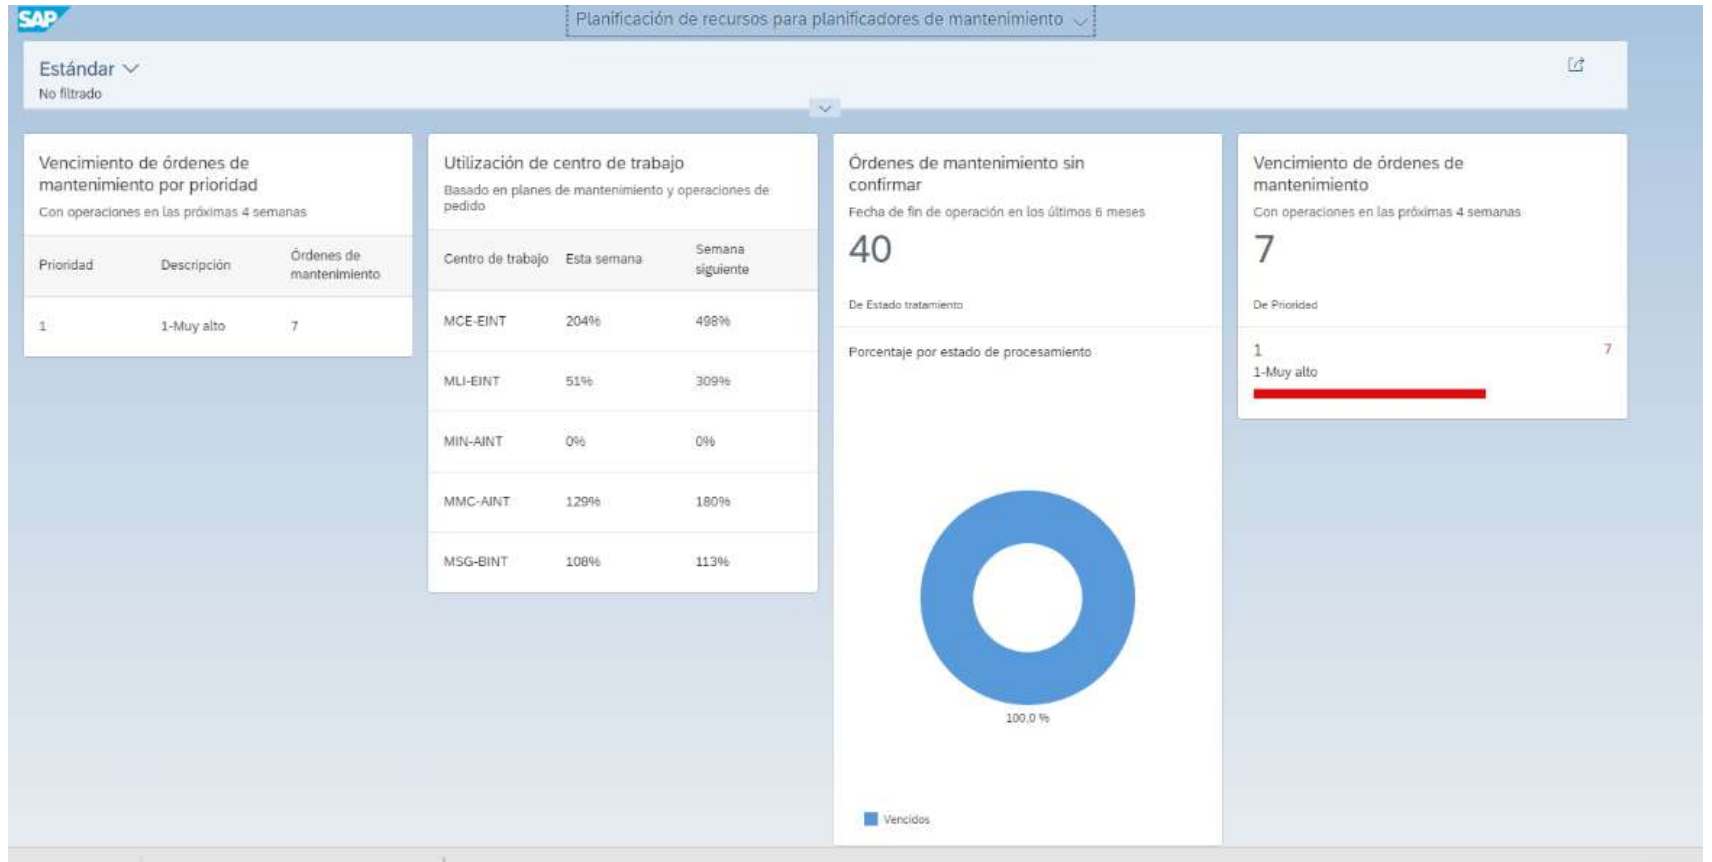 SAP
Planificación de recursos para planificadores de mantenimiento
Estándar
No filtrado
Vencimiento de órdenes de
mantenimiento por prioridad
Con operaciones en las próximas 4 semanas
Prioridad Descripción Órdenes de
mantenimiento
1 1-Muy alto 7
Utilización de centro de trabajo
Basado en planes de mantenimiento y operaciones de
pedido
Centro de trabajo Esta semana Semana
siguiente
MCE-EINT 204% 498%
MLI-EINT 51% 309%
MIN-AINT 0% 0%
MMC-AINT 129% 180%
MSG-BINT 108% 113%
Órdenes de mantenimiento sin
confirmar
Fecha de fin de operación en los últimos 6 meses
40
De Estado tratamiento
Porcentaje por estado de procesamiento
100,0 %
Vencidos
Vencimiento de órdenes de
mantenimiento
Con operaciones en las próximas 4 semanas
7
De Prioridad
1 7
1-Muy alto